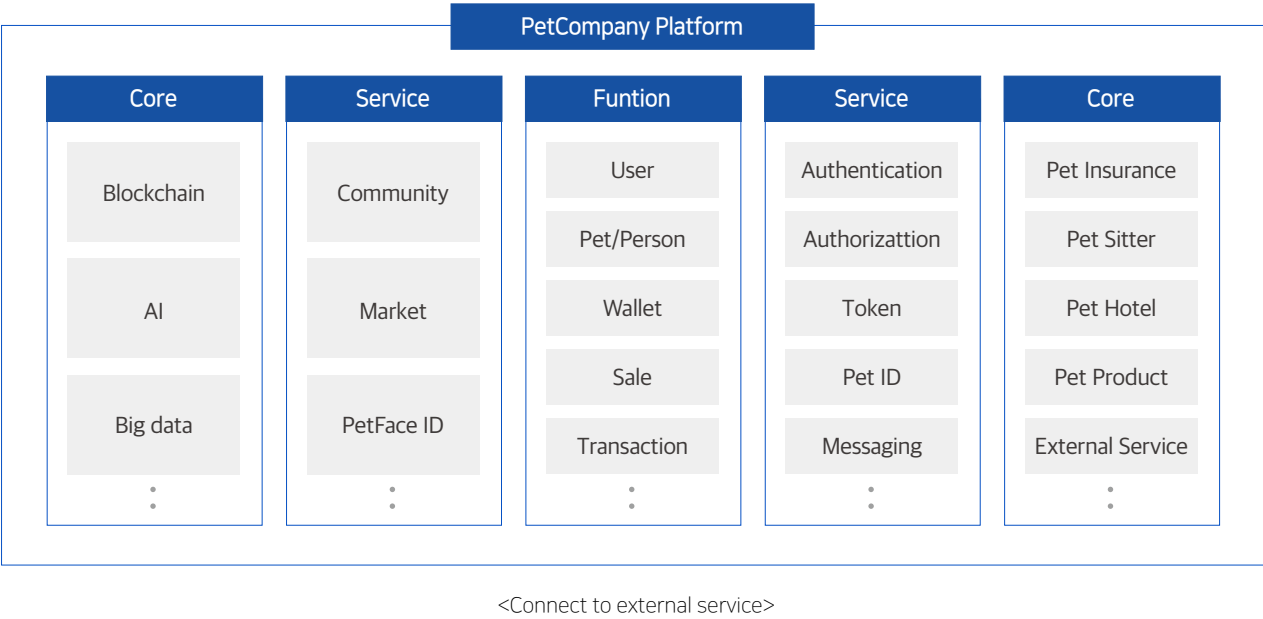 PetCompany Platform
Core
Blockchain
AI
Big data
Service
Community
Market
PetFace ID
Funtion
User
Pet/Person
Wallet
Sale
Transaction
Service
Authentication
Authorizattion
Token
Pet ID
Messaging
Core
Pet Insurance
Pet Sitter
Pet Hotel
Pet Product
External Service
<Connect to external service>